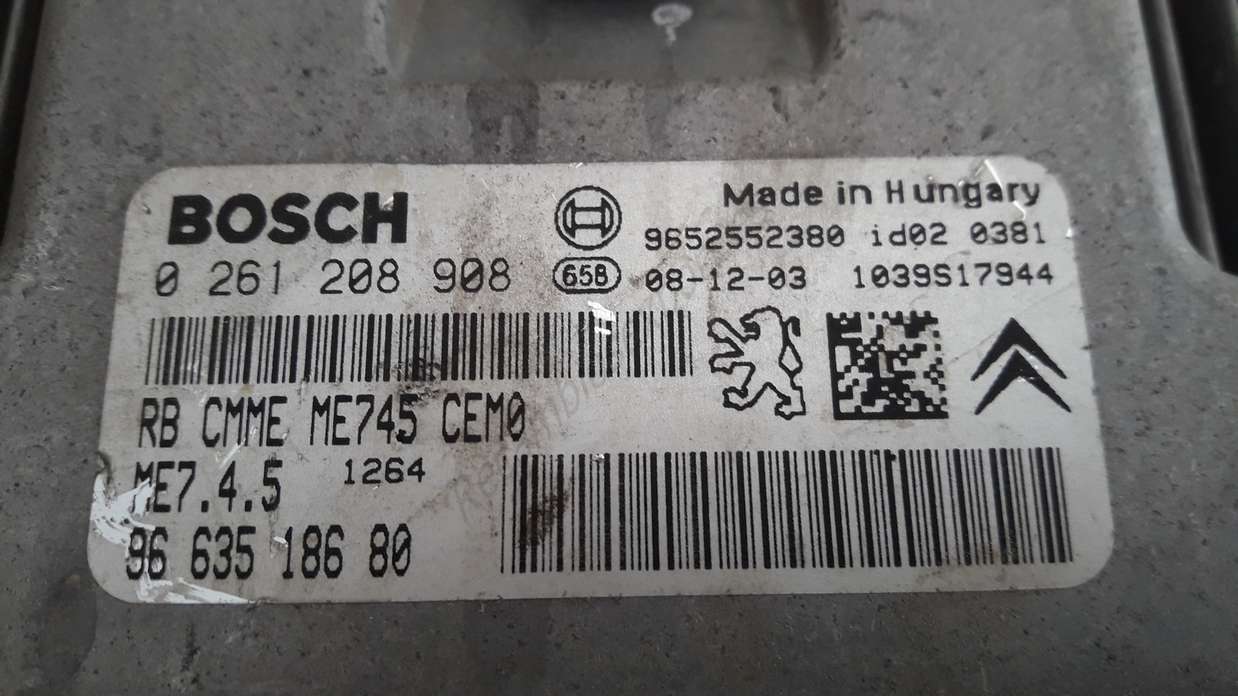 BOSCH
Made in Hungary
9652552380 id02 0381
0 261 208 908
65B 08-12-03 1039S17944
RB CMME ME745 CEM0
ME7.4.5 1264
96 635 186 80